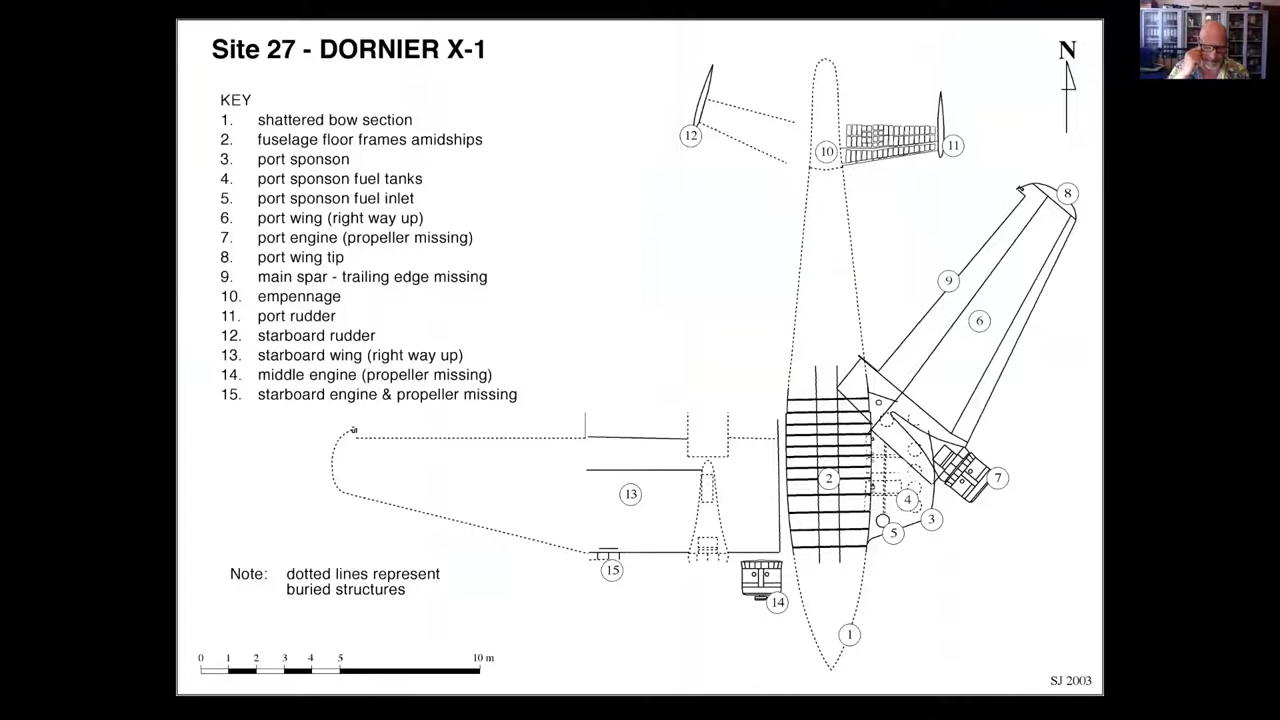 Site 27 - DORNIER X-1
N
KEY
1. shattered bow section
2. fuselage floor frames amidships
3. port sponson
4. port sponson fuel tanks
5. port sponson fuel inlet
6. port wing (right way up)
7. port engine (propeller missing)
8. port wing tip
9. main spar - trailing edge missing
10. empennage
11. port rudder
12. starboard rudder
13. starboard wing (right way up)
14. middle engine (propeller missing)
15. starboard engine & propeller missing
12
10
11
8
9
6
13
2
7
4
3
5
15
14
1
Note: dotted lines represent
buried structures
0 1 2 3 4 5 10 m
SJ 2003